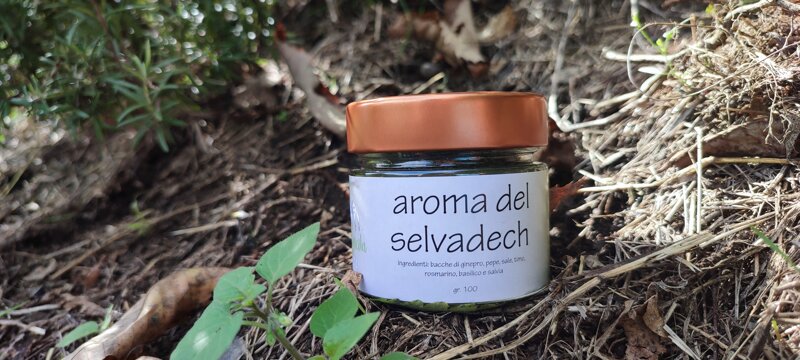 aroma del
selvadech
Ingredienti: bacche di ginepro, pepe, sale, timo,
rosmarino, basilico e salvia
gr. 100